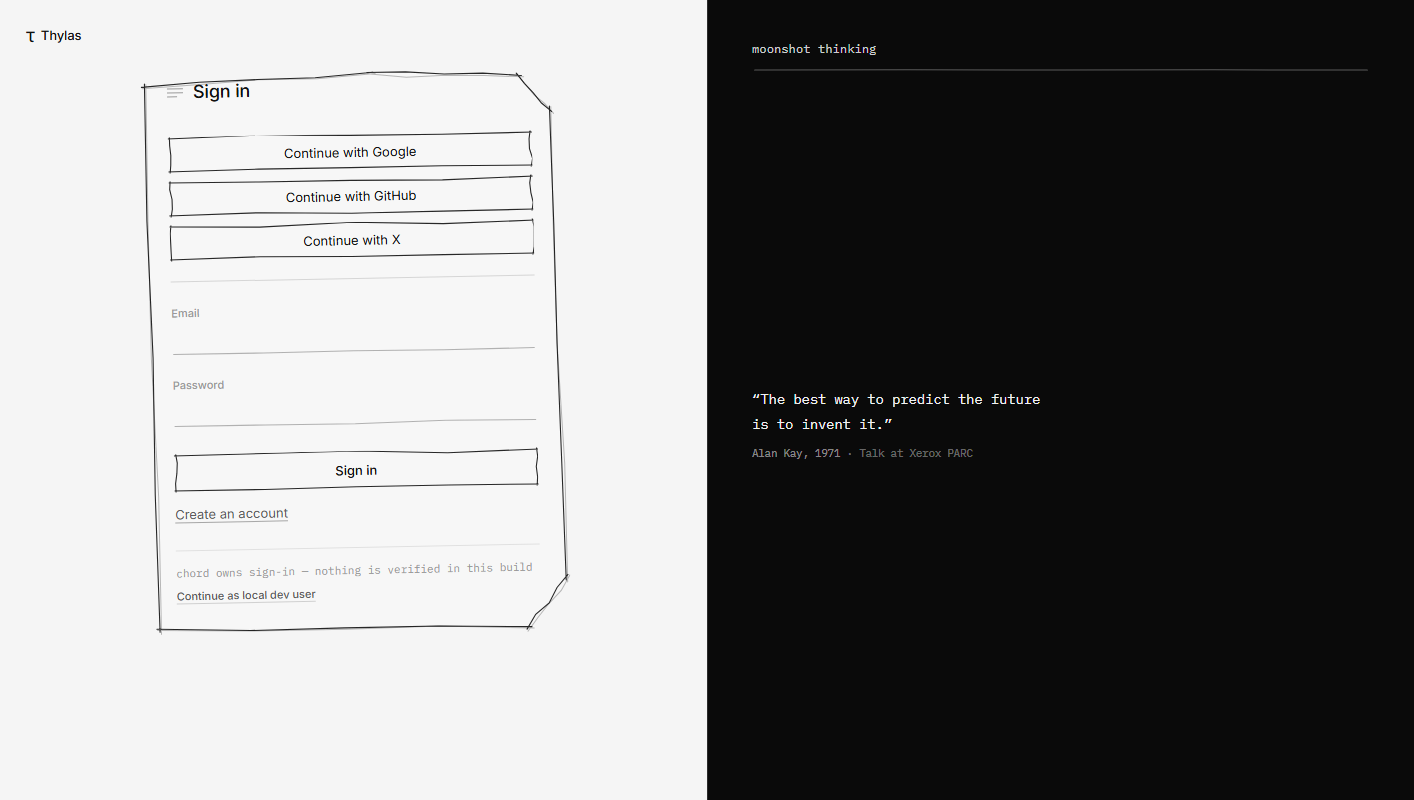 τ Thylas
Sign in
Continue with Google
Continue with GitHub
Continue with X
Email
Password
Sign in
Create an account
chord owns sign-in — nothing is verified in this build
Continue as local dev user
moonshot thinking
“The best way to predict the future
is to invent it.”
Alan Kay, 1971 · Talk at Xerox PARC